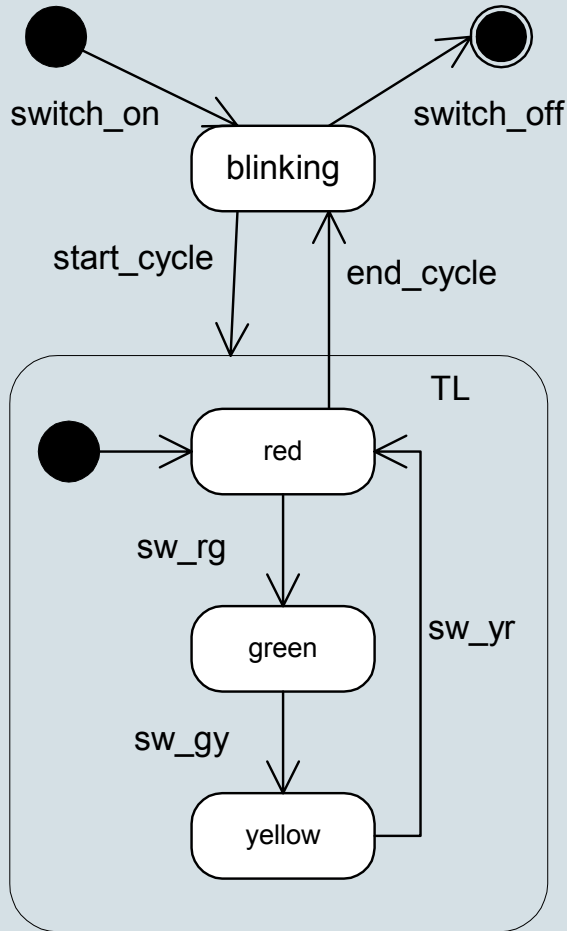 switch_on
switch_off
blinking
start_cycle
end_cycle
TL
red
sw_rg
green
sw_yr
sw_gy
yellow